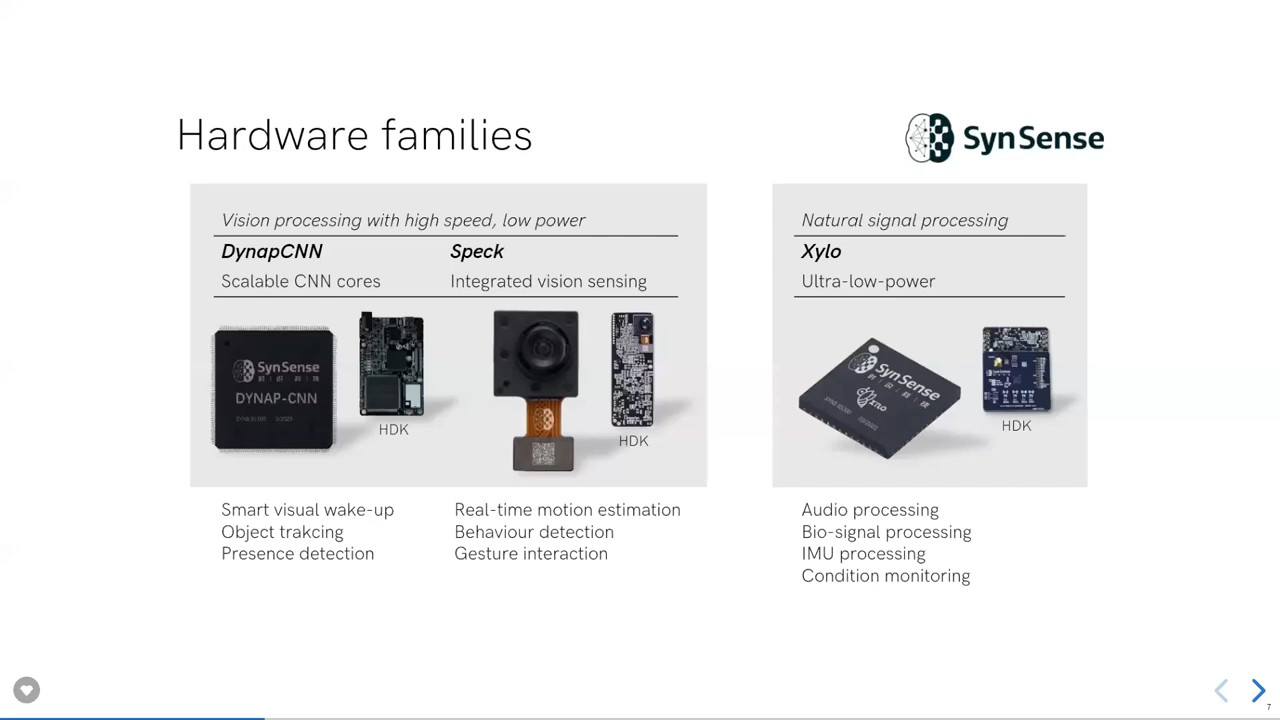 Hardware families
SynSense
Vision processing with high speed, low power
DynapCNN
Scalable CNN cores
Speck
Integrated vision sensing
SynSense
DYNAP-CNN
HDK
HDK
Smart visual wake-up
Object trakcing
Presence detection
Real-time motion estimation
Behaviour detection
Gesture interaction
Natural signal processing
Xylo
Ultra-low-power
SynSense
XYLO
HDK
Audio processing
Bio-signal processing
IMU processing
Condition monitoring
7